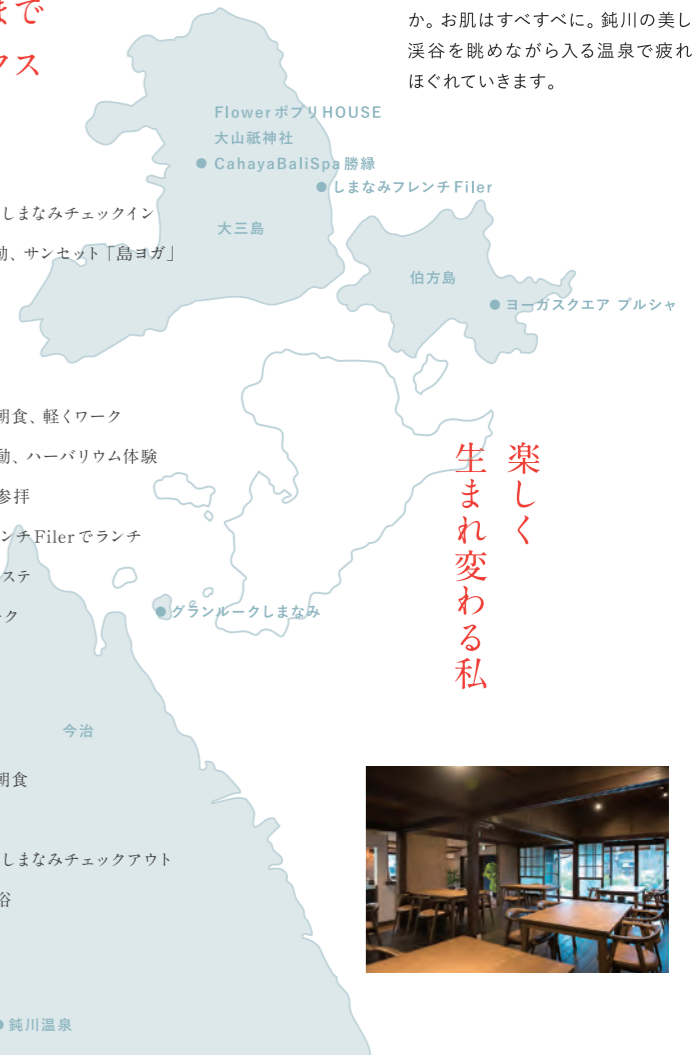 まで
クス
か。お肌はすべすべに。鈍川の美し
渓谷を眺めながら入る温泉で疲れ
ほぐれていきます。
FlowerポプリHOUSE
大山祇神社
CahayaBaliSpa勝縁
しまなみフレンチFiler
大三島
伯方島
ヨーガスクエア プルシャ
しまなみチェックイン
動、サンセット「島ヨガ」
朝食、軽くワーク
動、ハーバリウム体験
参拝
ンチFilerでランチ
ステ
ーク
楽しく
生まれ変わる私
グランルークしまなみ
今治
朝食
しまなみチェックアウト
谷
鈍川温泉